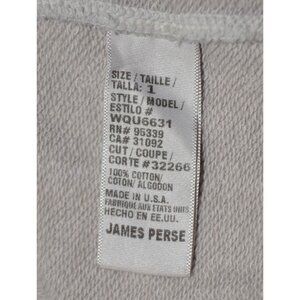 SIZE / TAILLE /
TALLA: 1
STYLE / MODEL /
ESTILO #
WQU6631
RN# 95339
CA# 31092
CUT / COUPE /
CORTE # 32266
100% COTTON/
COTON/ ALGODON
MADE IN U.S.A.
FABRIQUE AUX ETATS UNIS
HECHO EN EE.UU.
JAMES PERSE